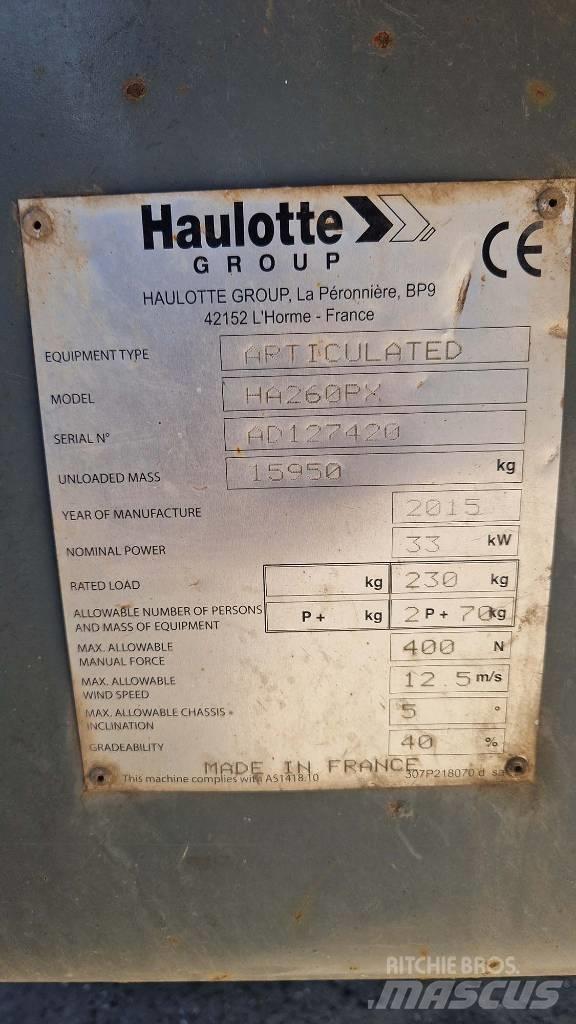 Haulotte
GROUP
CE
HAULOTTE GROUP, La Péronnière, BP9
42152 L'Horme - France
EQUIPMENT TYPE ARTICULATED
MODEL HA260PX
SERIAL N° AD127420
UNLOADED MASS 15950 kg
YEAR OF MANUFACTURE 2015
NOMINAL POWER 33 kW
RATED LOAD kg 230 kg
ALLOWABLE NUMBER OF PERSONS
AND MASS OF EQUIPMENT P+ kg 2 P+ 70kg
MAX. ALLOWABLE
MANUAL FORCE 400 N
MAX. ALLOWABLE
WIND SPEED 12.5 m/s
MAX. ALLOWABLE CHASSIS
INCLINATION 5 °
GRADEABILITY 40 %
MADE IN FRANCE
This machine complies with AS1418.10 307P218070 d
RITCHIE BROS.
MASCUS